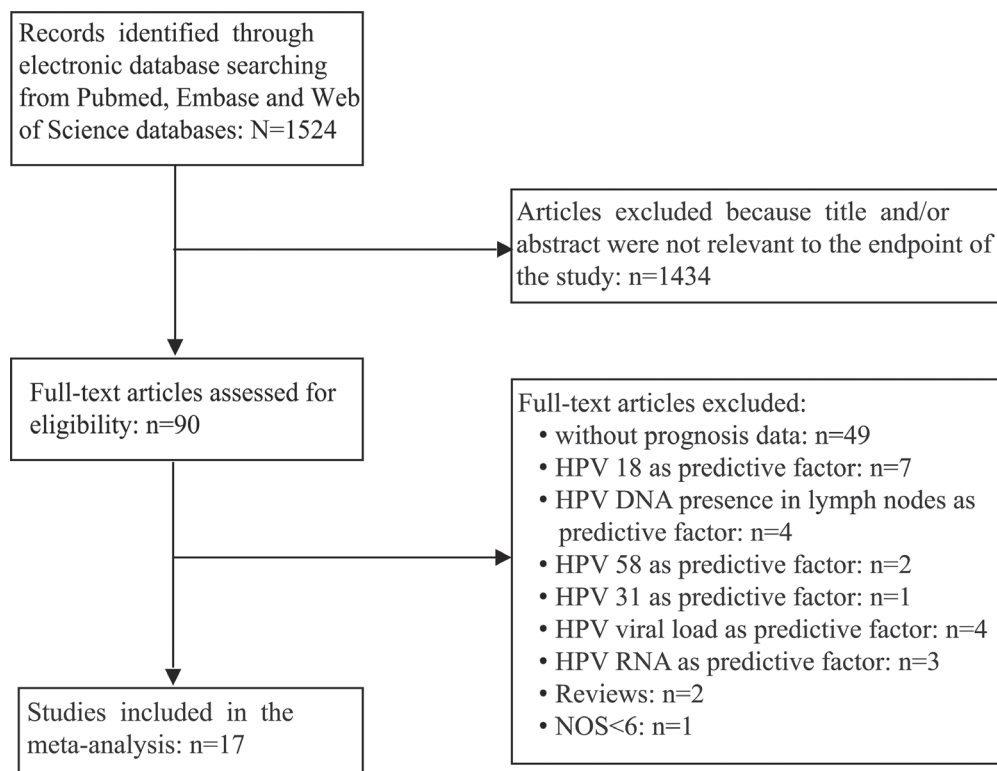 Records identified through
electronic database searching
from Pubmed, Embase and Web
of Science databases: N=1524
Articles excluded because title and/or
abstract were not relevant to the endpoint of
the study: n=1434
Full-text articles assessed for
eligibility: n=90
Full-text articles excluded:
• without prognosis data: n=49
• HPV 18 as predictive factor: n=7
• HPV DNA presence in lymph nodes as
predictive factor: n=4
• HPV 58 as predictive factor: n=2
• HPV 31 as predictive factor: n=1
• HPV viral load as predictive factor: n=4
• HPV RNA as predictive factor: n=3
• Reviews: n=2
• NOS<6: n=1
Studies included in the
meta-analysis: n=17